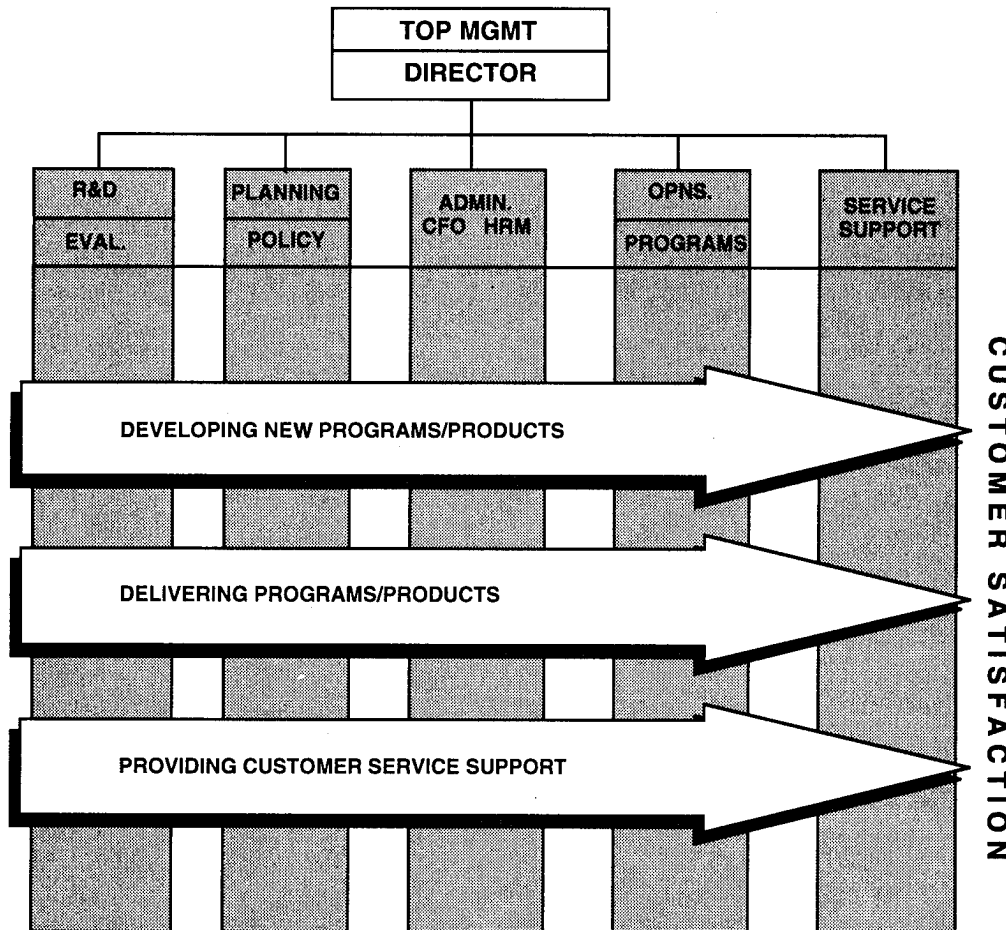 TOP MGMT
DIRECTOR
R&D
EVAL.
PLANNING
POLICY
ADMIN.
CFO HRM
OPNS.
PROGRAMS
SERVICE
SUPPORT
DEVELOPING NEW PROGRAMS/PRODUCTS
DELIVERING PROGRAMS/PRODUCTS
PROVIDING CUSTOMER SERVICE SUPPORT
CUSTOMER SATISFACTION